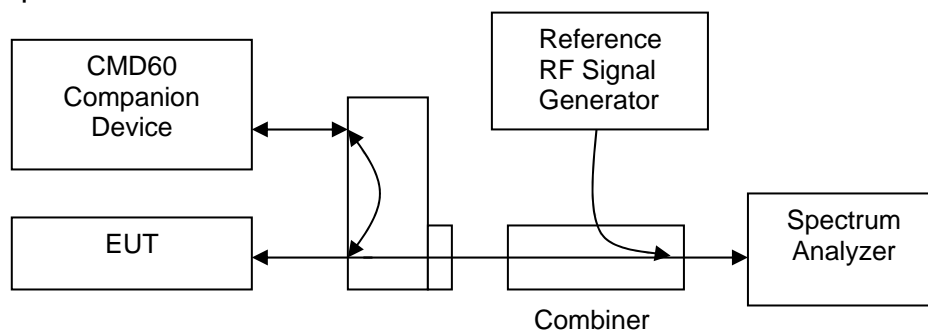 CMD60
Companion
Device
Reference
RF Signal
Generator
EUT
Spectrum
Analyzer
Combiner